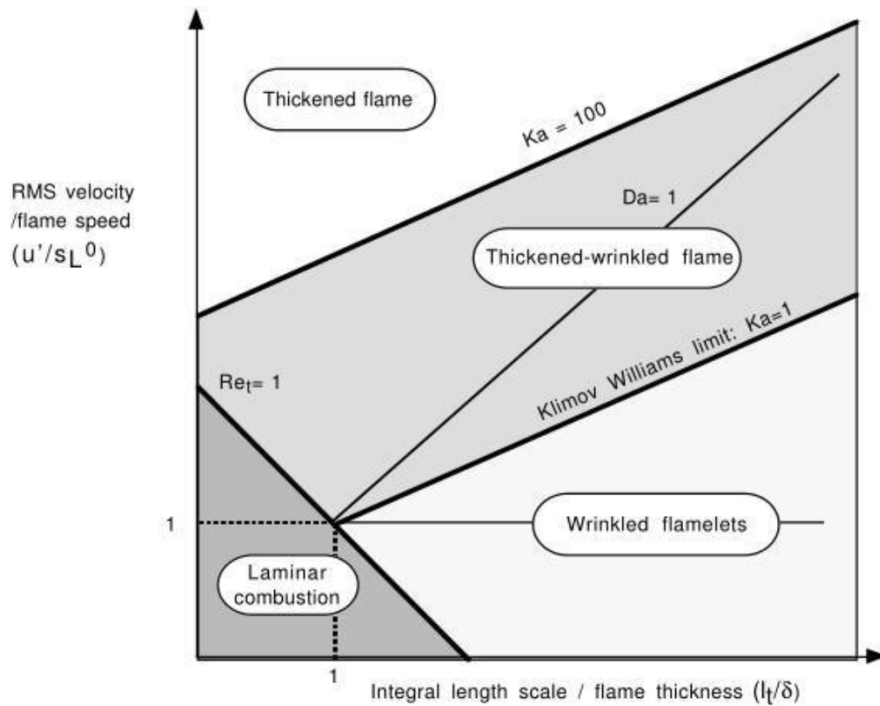 Thickened flame
Ka = 100
RMS velocity
/flame speed
(u'/sL⁰)
Da= 1
Thickened-wrinkled flame
Klimov Williams limit: Ka=1
Ret= 1
1
Wrinkled flamelets
Laminar
combustion
1
Integral length scale / flame thickness (lt/δ)